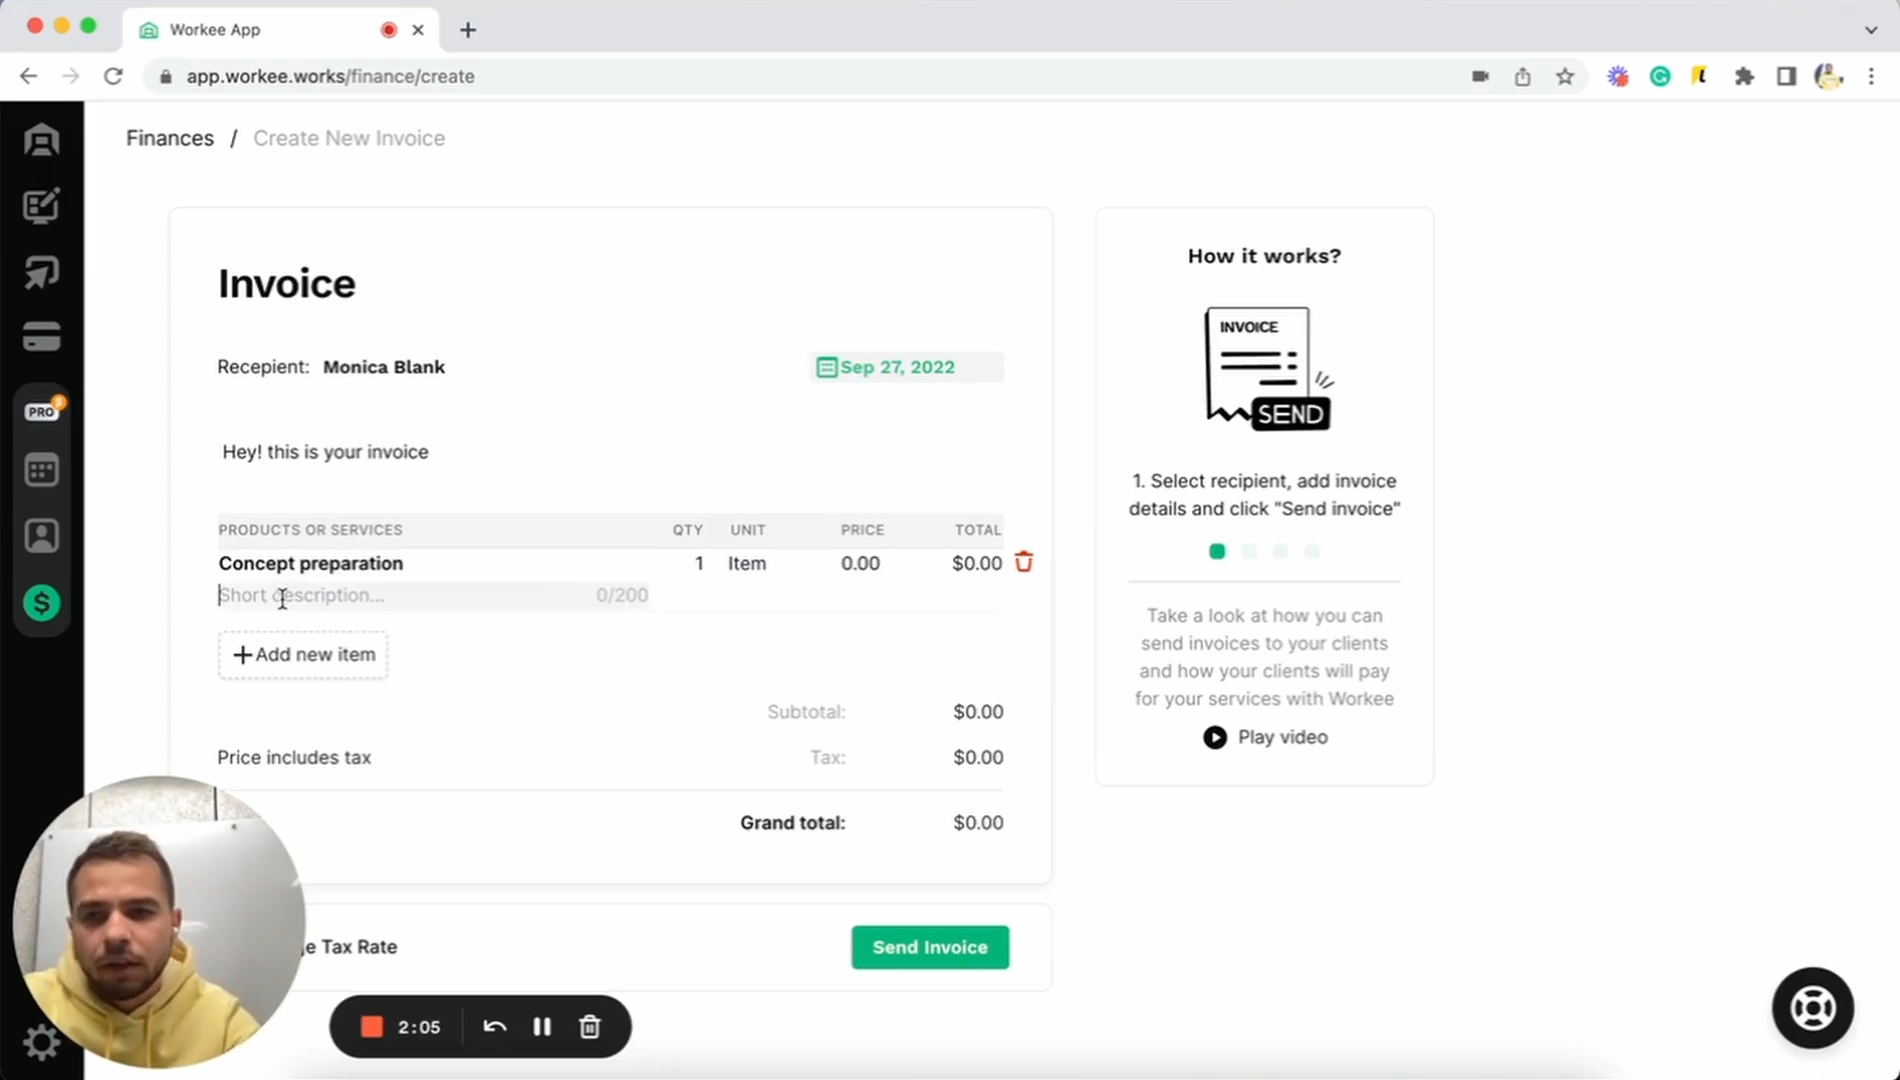 Workee App
app.workee.works/finance/create
Finances / Create New Invoice
Invoice
Recepient: Monica Blank
Sep 27, 2022
Hey! this is your invoice
PRODUCTS OR SERVICES QTY UNIT PRICE TOTAL
Concept preparation 1 Item 0.00 $0.00
Short description... 0/200
Add new item
Subtotal: $0.00
Price includes tax Tax: $0.00
Grand total: $0.00
e Tax Rate
Send Invoice
2:05
PRO
$
How it works?
INVOICE
SEND
1. Select recipient, add invoice
details and click "Send invoice"
Take a look at how you can
send invoices to your clients
and how your clients will pay
for your services with Workee
Play video